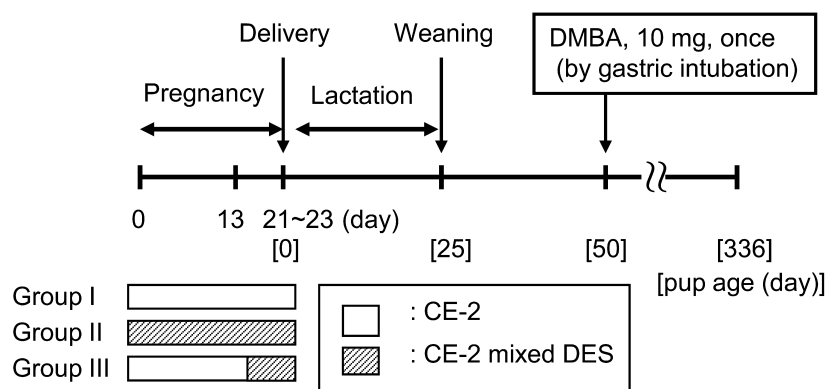 Delivery
Weaning
DMBA, 10 mg, once
(by gastric intubation)
Pregnancy
Lactation
0
13
21~23 (day)
[0]
[25]
[50]
[336]
[pup age (day)]
Group I
Group II
Group III
: CE-2
: CE-2 mixed DES